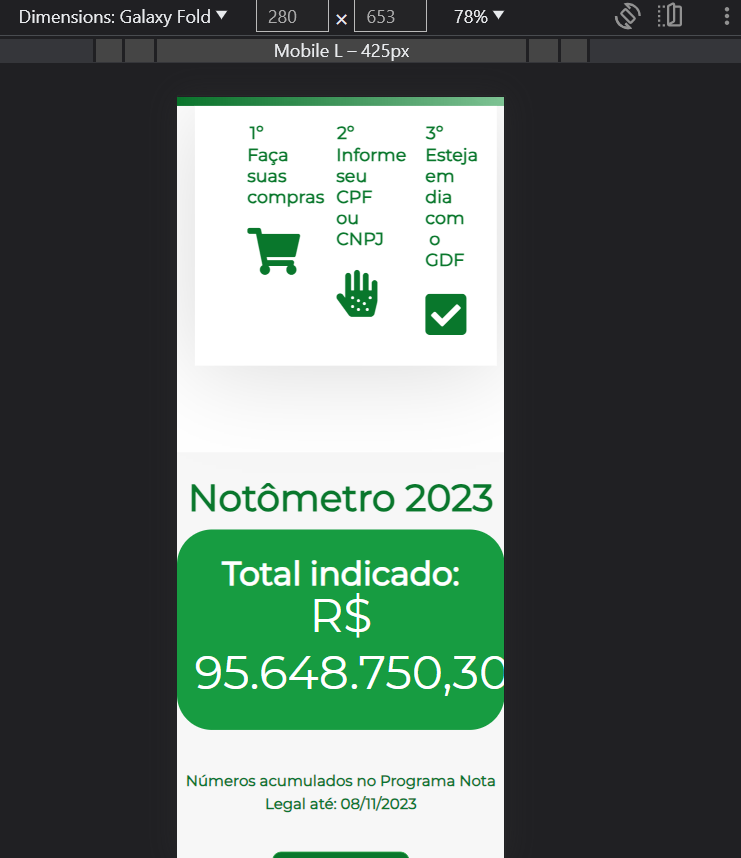 Dimensions: Galaxy Fold ▼ 280 × 653 78% ▼
Mobile L – 425px
1º
Faça
suas
compras
2º
Informe
seu
CPF
ou
CNPJ
3º
Esteja
em
dia
com
o
GDF
Notômetro 2023
Total indicado:
R$
95.648.750,30
Números acumulados no Programa Nota
Legal até: 08/11/2023